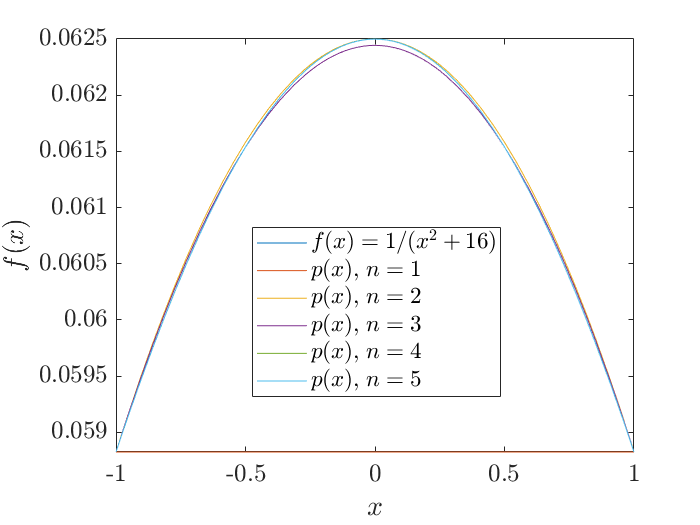 0.0625
0.062
0.0615
0.061
0.0605
0.06
0.0595
0.059
f(x)
f(x) = 1/(x² + 16)
p(x), n = 1
p(x), n = 2
p(x), n = 3
p(x), n = 4
p(x), n = 5
-1 -0.5 0 0.5 1
x